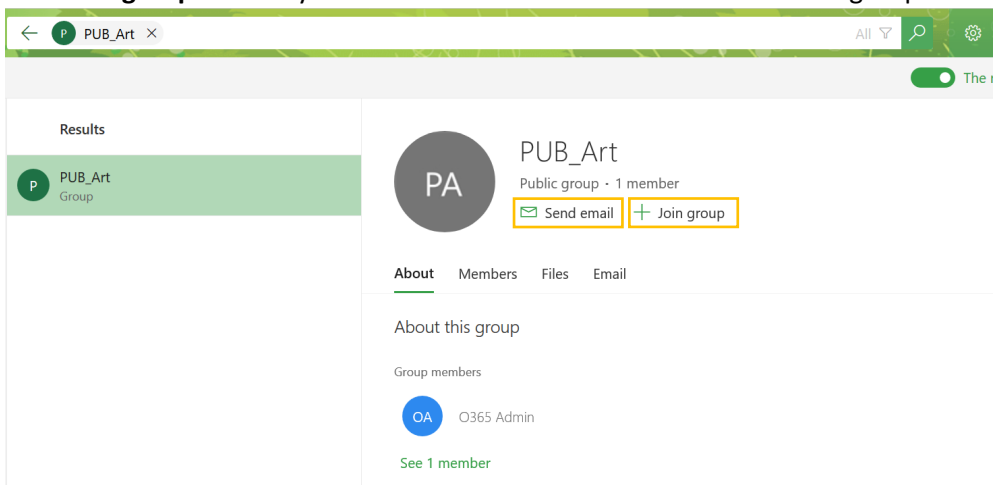 P PUB_Art × All
The
Results
P PUB_Art
Group
PA
PUB_Art
Public group · 1 member
Send email + Join group
About Members Files Email
About this group
Group members
OA O365 Admin
See 1 member